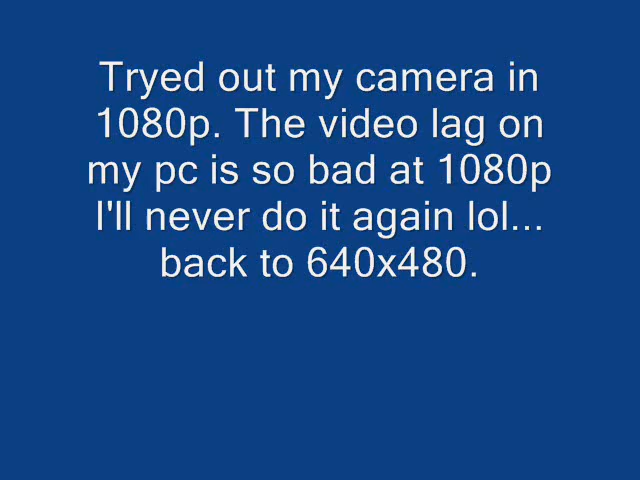 Tryed out my camera in
1080p. The video lag on
my pc is so bad at 1080p
I'll never do it again lol...
back to 640x480.